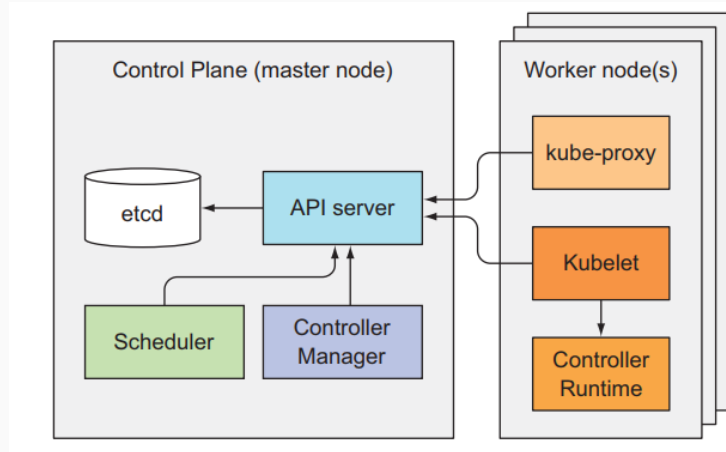 Control Plane (master node)
etcd
API server
Scheduler
Controller
Manager
Worker node(s)
kube-proxy
Kubelet
Controller
Runtime